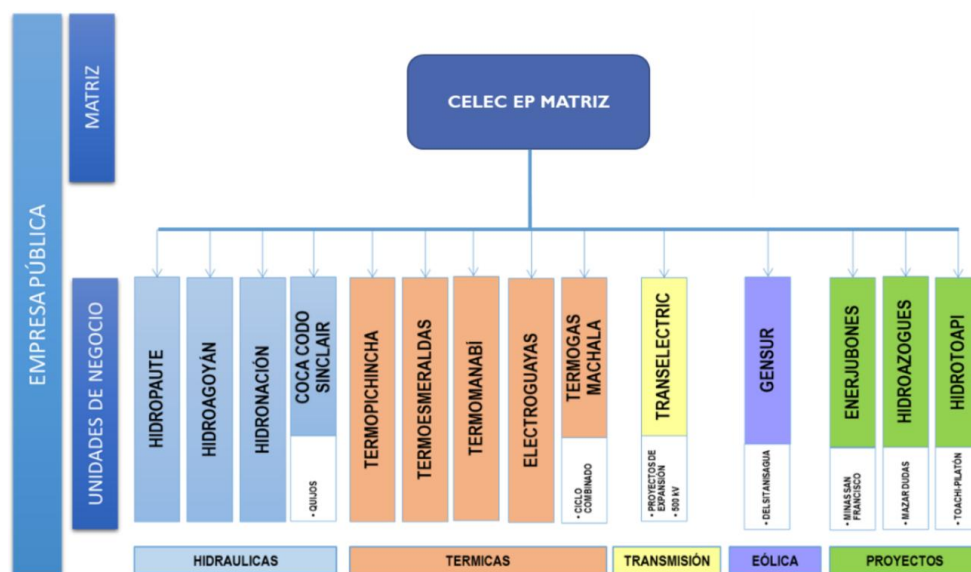 EMPRESA PÚBLICA
MATRIZ
CELEC EP MATRIZ
UNIDADES DE NEGOCIO
HIDROPAUTE
HIDROAGOYÁN
HIDRONACIÓN
COCA CODO
SINCLAIR
• QUIJOS
TERMOPICHINCHA
TERMOESMERALDAS
TERMOMANABÍ
ELECTROGUAYAS
TERMOGAS
MACHALA
• CICLO
COMBINADO
TRANSELECTRIC
• PROYECTOS DE
EXPANSIÓN
• 500 kV
GENSUR
• DELSITANISAGUA
ENERJUBONES
• MINAS SAN
FRANCISCO
HIDROAZOGUES
• MAZAR DUDAS
HIDROTOAPI
• TOACHI-PILATÓN
HIDRAULICAS
TERMICAS
TRANSMISIÓN
EÓLICA
PROYECTOS